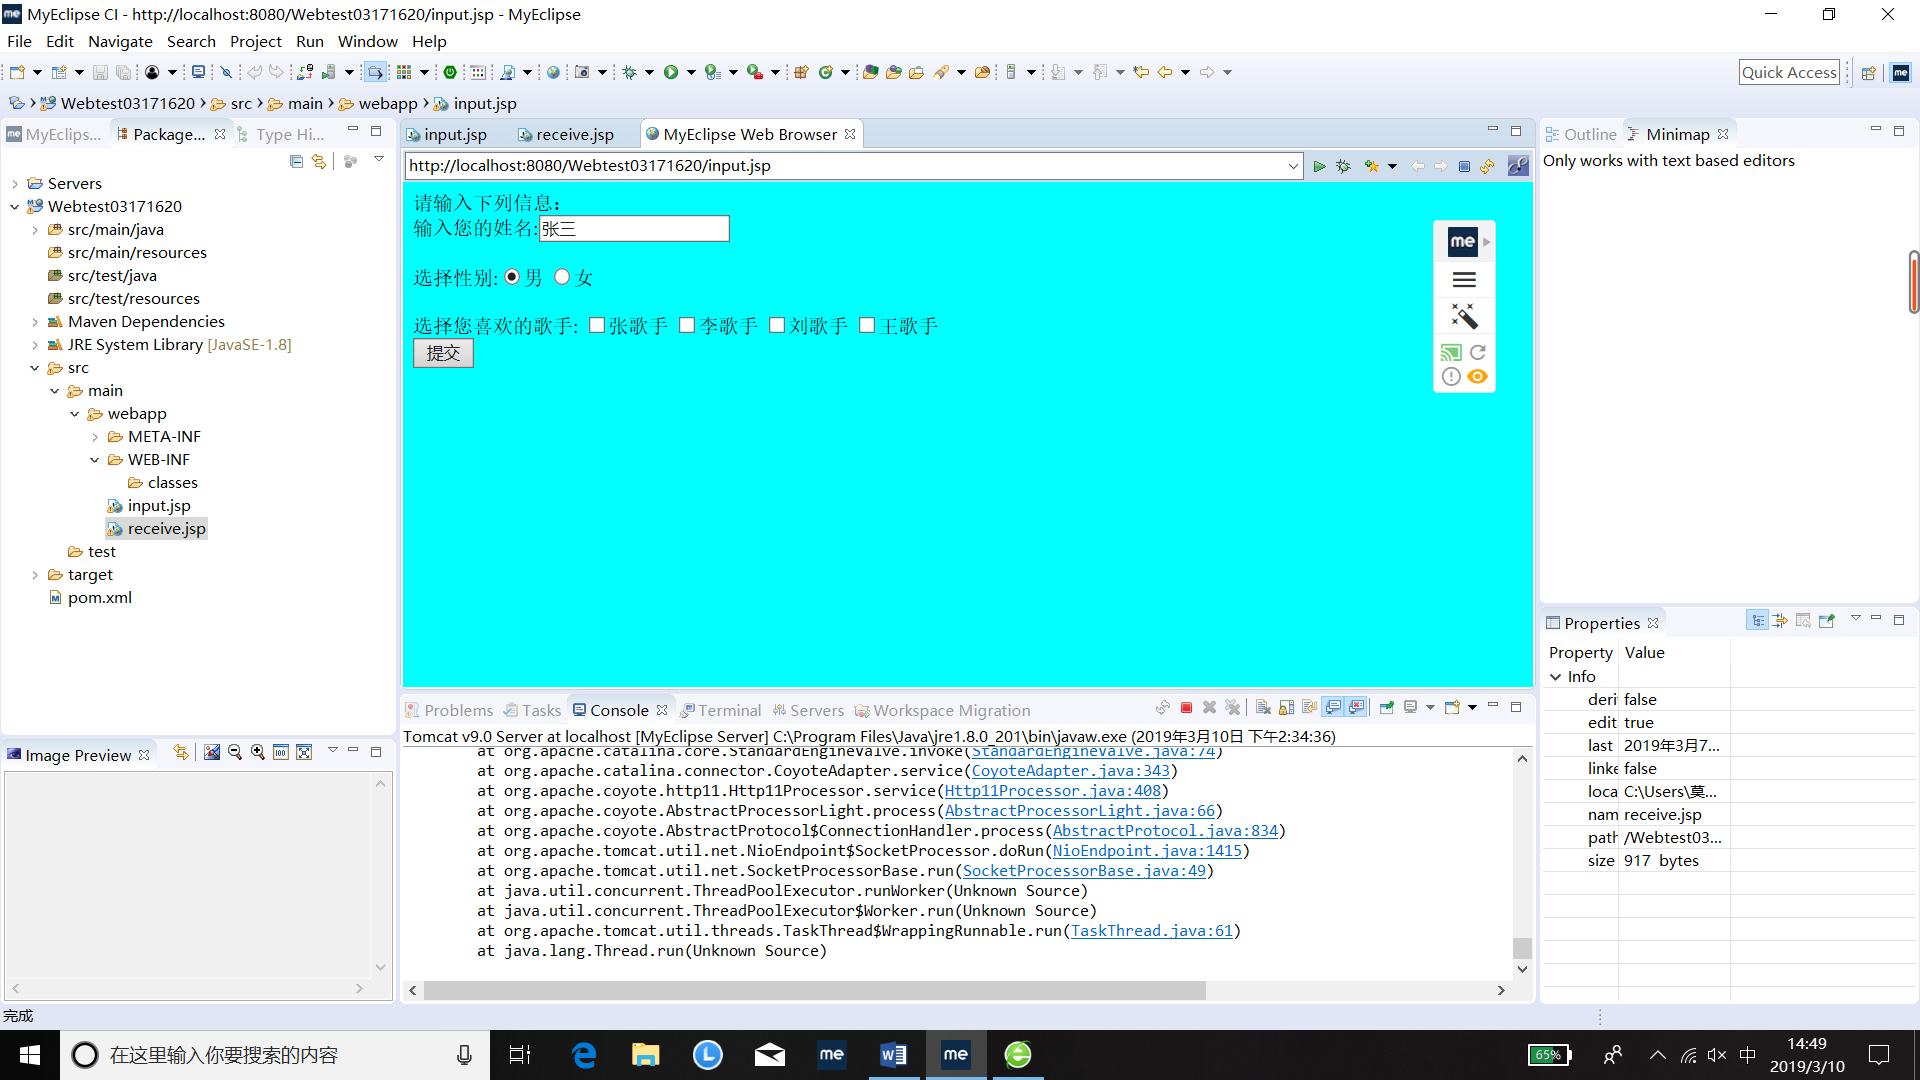 MyEclipse CI - http://localhost:8080/Webtest03171620/input.jsp - MyEclipse
File Edit Navigate Search Project Run Window Help
Quick Access
Webtest03171620 src main webapp input.jsp
MyEclips... Package... Type Hi...
Servers
Webtest03171620
src/main/java
src/main/resources
src/test/java
src/test/resources
Maven Dependencies
JRE System Library [JavaSE-1.8]
src
main
webapp
META-INF
WEB-INF
classes
input.jsp
receive.jsp
test
target
pom.xml
Image Preview
input.jsp receive.jsp MyEclipse Web Browser
http://localhost:8080/Webtest03171620/input.jsp
请输入下列信息：
输入您的姓名:张三
选择性别: 男 女
选择您喜欢的歌手: 张歌手 李歌手 刘歌手 王歌手
提交
me
Problems Tasks Console Terminal Servers Workspace Migration
Tomcat v9.0 Server at localhost [MyEclipse Server] C:\Program Files\Java\jre1.8.0_201\bin\javaw.exe (2019年3月10日 下午2:34:36)
at org.apache.catalina.core.StandardEngineValve.invoke(StandardEngineValve.java:74)
at org.apache.catalina.connector.CoyoteAdapter.service(CoyoteAdapter.java:343)
at org.apache.coyote.http11.Http11Processor.service(Http11Processor.java:408)
at org.apache.coyote.AbstractProcessorLight.process(AbstractProcessorLight.java:66)
at org.apache.coyote.AbstractProtocol$ConnectionHandler.process(AbstractProtocol.java:834)
at org.apache.tomcat.util.net.NioEndpoint$SocketProcessor.doRun(NioEndpoint.java:1415)
at org.apache.tomcat.util.net.SocketProcessorBase.run(SocketProcessorBase.java:49)
at java.util.concurrent.ThreadPoolExecutor.runWorker(Unknown Source)
at java.util.concurrent.ThreadPoolExecutor$Worker.run(Unknown Source)
at org.apache.tomcat.util.threads.TaskThread$WrappingRunnable.run(TaskThread.java:61)
at java.lang.Thread.run(Unknown Source)
Outline Minimap
Only works with text based editors
Properties
Property Value
Info
deri false
edit true
last 2019年3月7...
linke false
loca C:\Users\莫...
nam receive.jsp
path /Webtest03...
size 917 bytes
完成
在这里输入你要搜索的内容
me
me
65%
中
14:49
2019/3/10